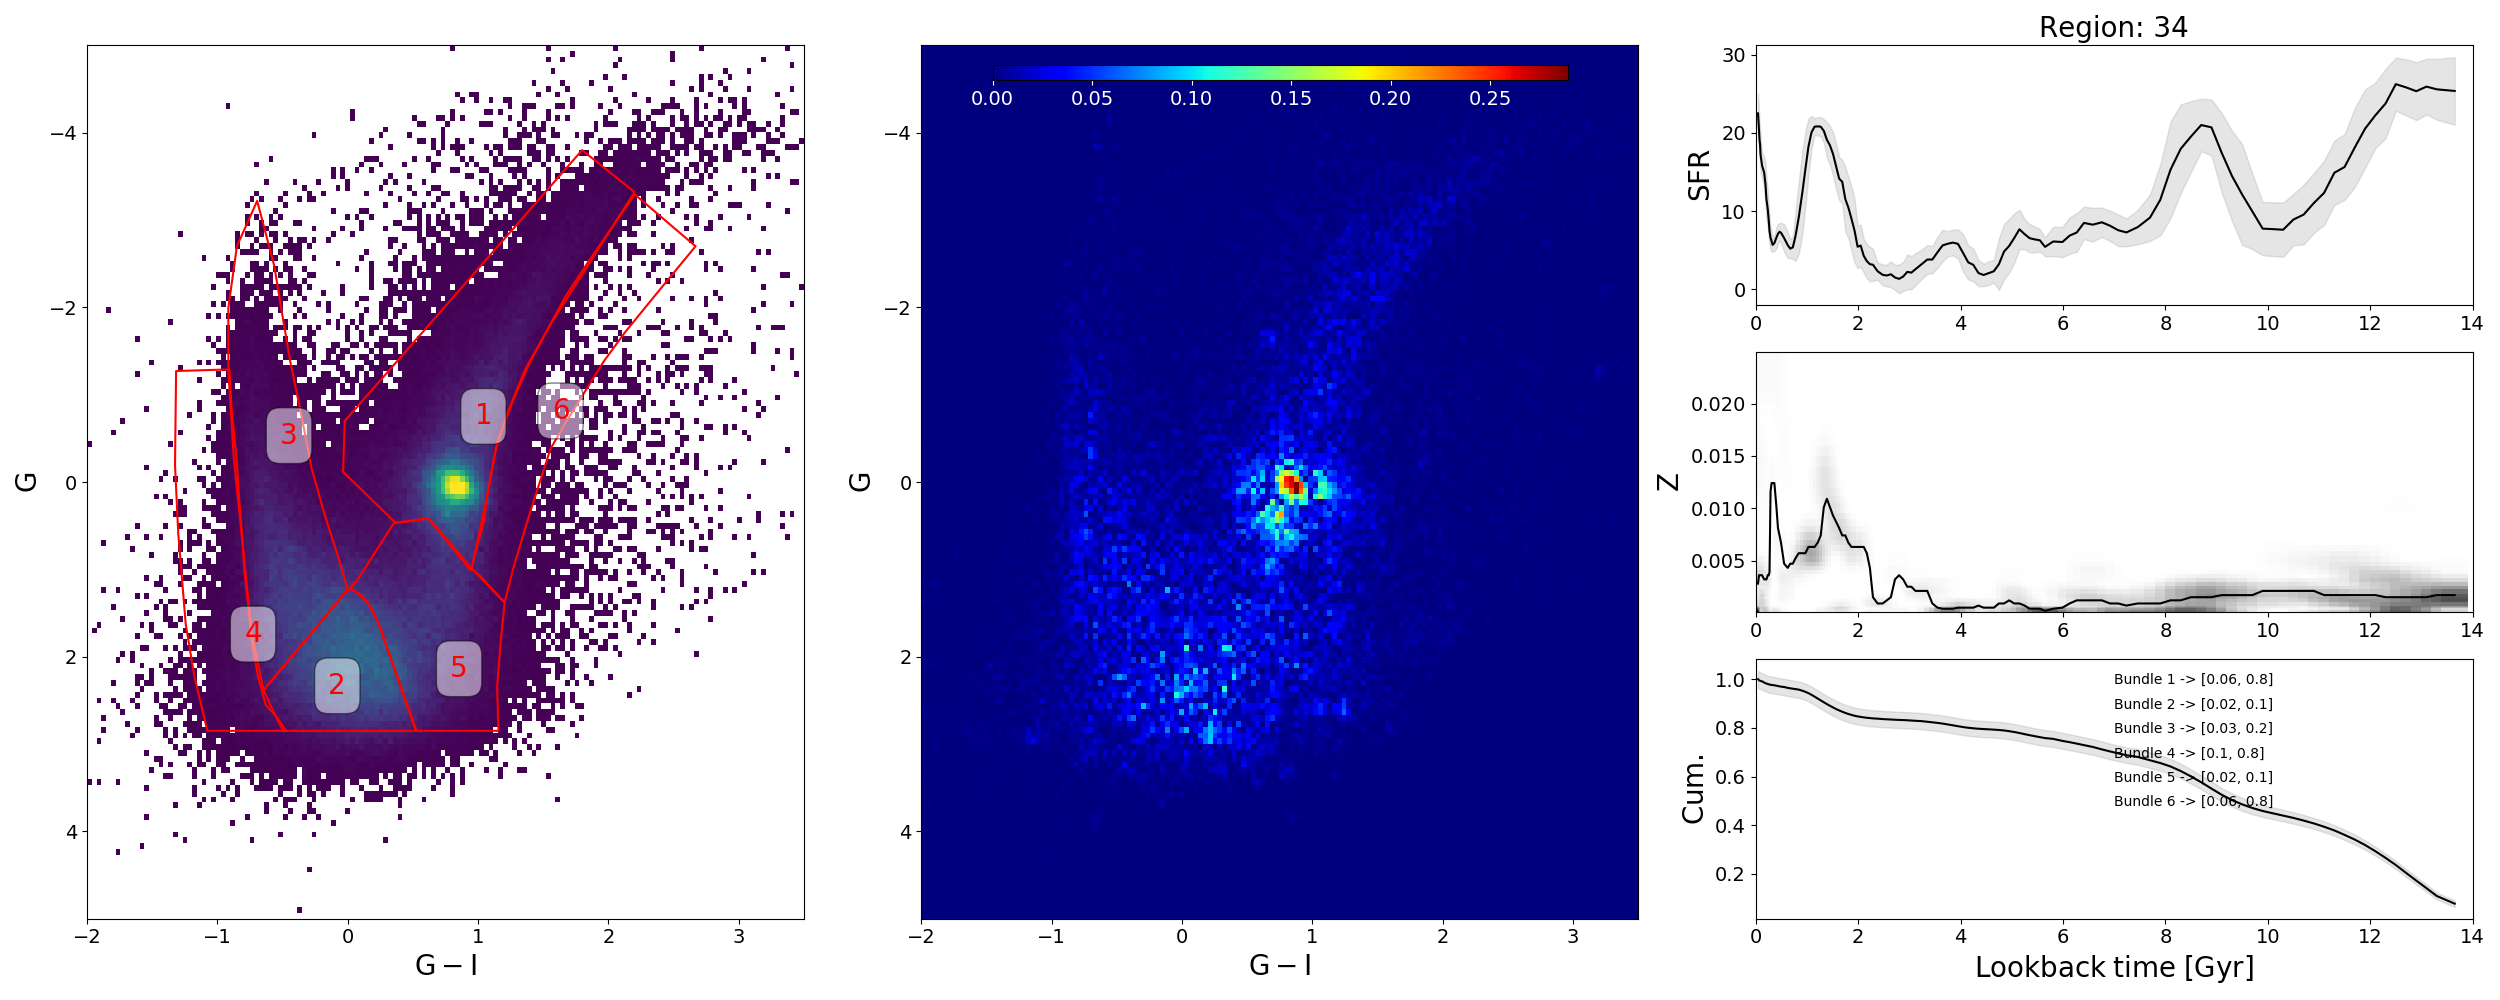 −4
−2
0
2
4
G
−2
−1
0
1
2
3
G − I
1
2
3
4
5
6
0.00
0.05
0.10
0.15
0.20
0.25
−4
−2
0
2
4
G
−2
−1
0
1
2
3
G − I
Region: 34
30
20
10
0
SFR
0 2 4 6 8 10 12 14
0.020
0.015
0.010
0.005
Z
0 2 4 6 8 10 12 14
1.0
0.8
0.6
0.4
0.2
Cum.
Bundle 1 -> [0.06, 0.8]
Bundle 2 -> [0.02, 0.1]
Bundle 3 -> [0.03, 0.2]
Bundle 4 -> [0.1, 0.8]
Bundle 5 -> [0.02, 0.1]
Bundle 6 -> [0.06, 0.8]
0 2 4 6 8 10 12 14
Lookback time [Gyr]